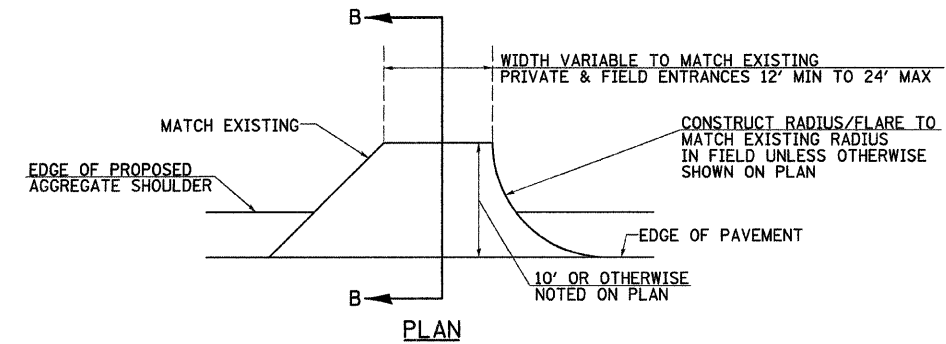 B
WIDTH VARIABLE TO MATCH EXISTING
PRIVATE & FIELD ENTRANCES 12' MIN TO 24' MAX
MATCH EXISTING
CONSTRUCT RADIUS/FLARE TO
MATCH EXISTING RADIUS
IN FIELD UNLESS OTHERWISE
SHOWN ON PLAN
EDGE OF PROPOSED
AGGREGATE SHOULDER
EDGE OF PAVEMENT
10' OR OTHERWISE
NOTED ON PLAN
B
PLAN